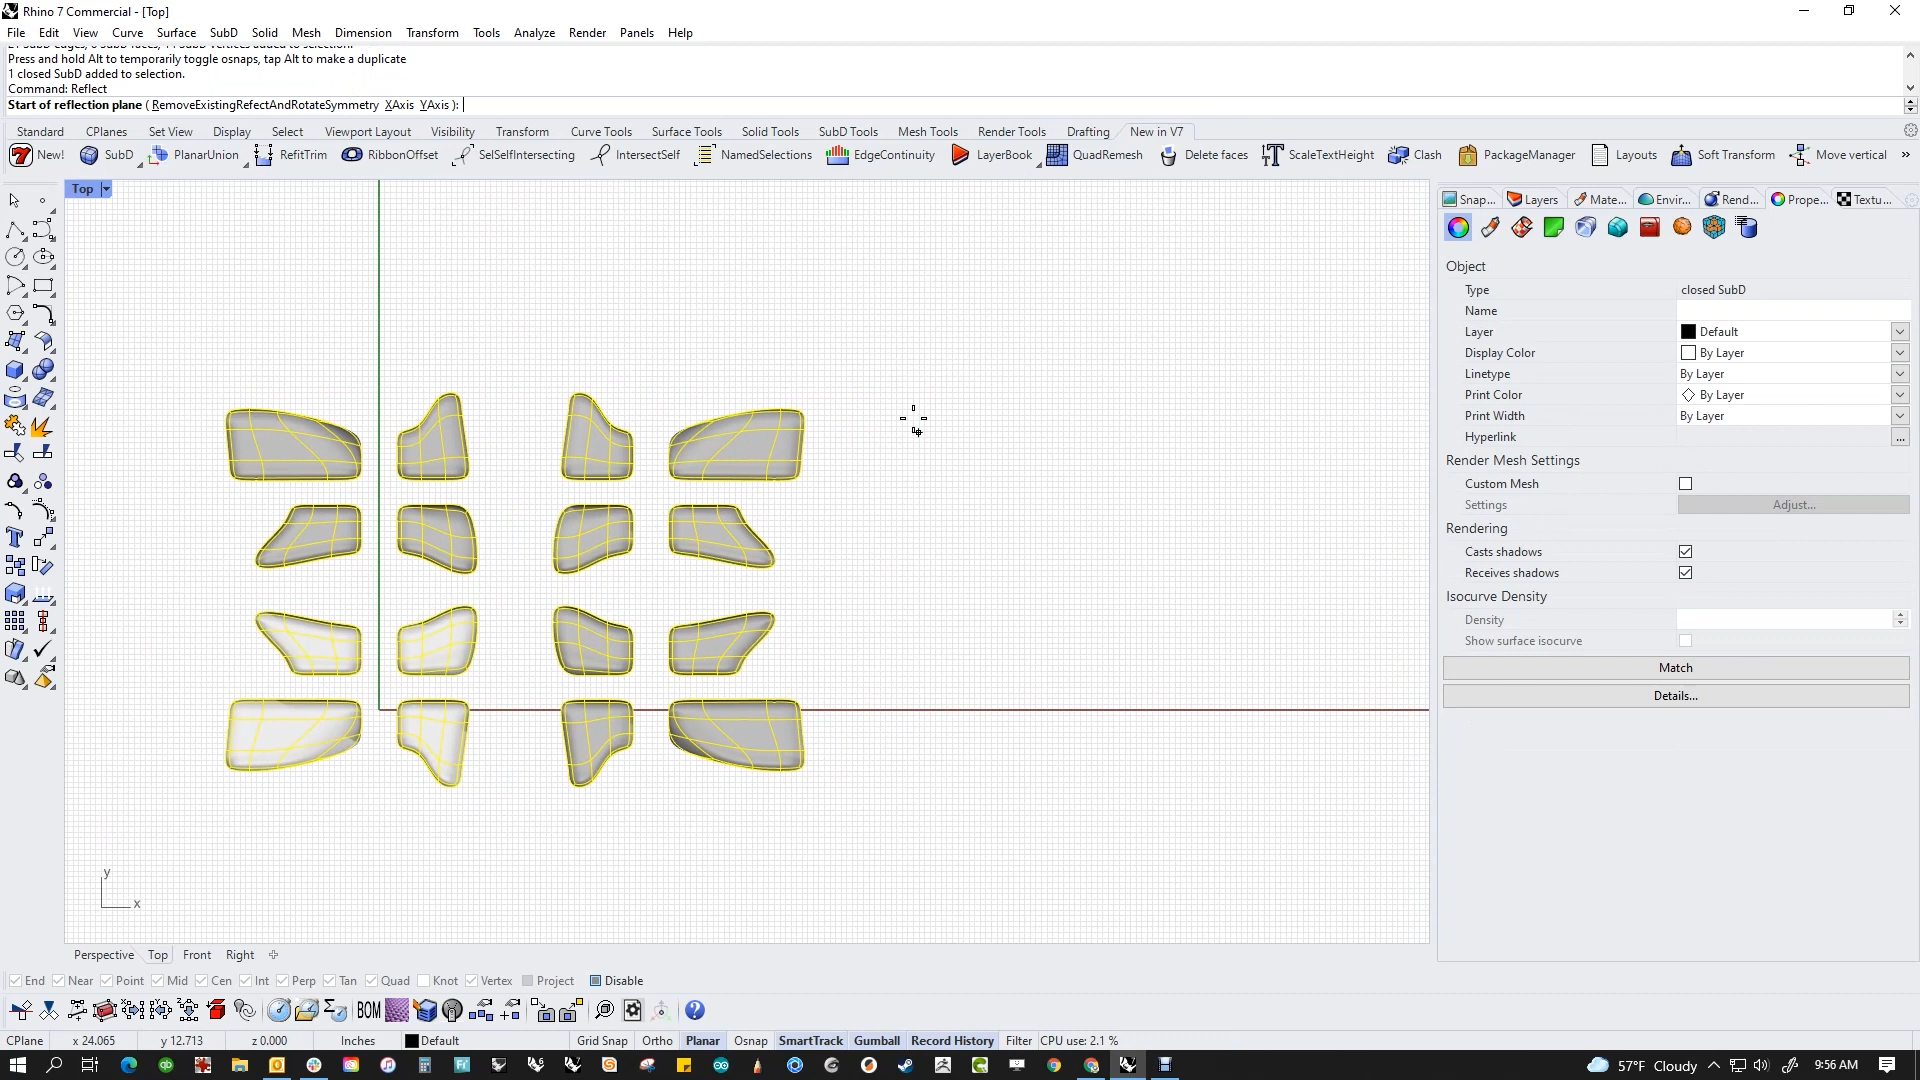 Rhino 7 Commercial - [Top]
File Edit View Curve Surface SubD Solid Mesh Dimension Transform Tools Analyze Render Panels Help
Press and hold Alt to temporarily toggle osnaps, tap Alt to make a duplicate
1 closed SubD added to selection.
Command: Reflect
Start of reflection plane ( RemoveExistingRefectAndRotateSymmetry XAxis YAxis ):
Standard CPlanes Set View Display Select Viewport Layout Visibility Transform Curve Tools Surface Tools Solid Tools SubD Tools Mesh Tools Render Tools Drafting New in V7
7 New! SubD PlanarUnion RefitTrim RibbonOffset SelSelfIntersecting IntersectSelf NamedSelections EdgeContinuity LayerBook QuadRemesh Delete faces ScaleTextHeight Clash PackageManager Layouts Soft Transform Move vertical »
Top
Snap... Layers Mate... Envir... Rend... Prope... Textu...
Object
Type closed SubD
Name
Layer Default
Display Color By Layer
Linetype By Layer
Print Color By Layer
Print Width By Layer
Hyperlink ...
Render Mesh Settings
Custom Mesh
Settings Adjust...
Rendering
Casts shadows
Receives shadows
Isocurve Density
Density
Show surface isocurve
Match
Details...
y
x
Perspective Top Front Right
End Near Point Mid Cen Int Perp Tan Quad Knot Vertex Project Disable
BOM
CPlane x 24.065 y 12.713 z 0.000 Inches Default Grid Snap Ortho Planar Osnap SmartTrack Gumball Record History Filter CPU use: 2.1 %
57°F Cloudy 9:56 AM